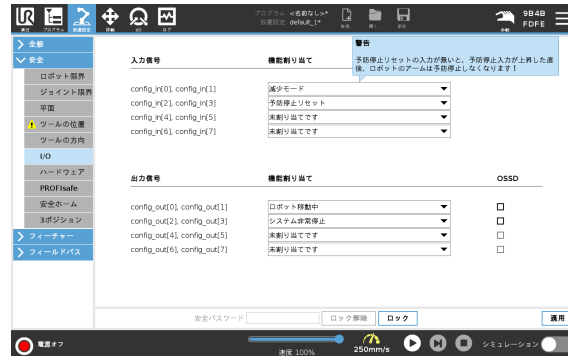 実行
プログラム
設置設定
移動
I/O
ログ
プログラム <名前なし>*
設置設定 default_1*
新規...
開く...
保存...
手動
9B4B
FDFE
全般
安全
ロボット限界
ジョイント限界
平面
ツールの位置
ツールの方向
I/O
ハードウェア
PROFIsafe
安全ホーム
3ポジション
フィーチャー
フィールドバス
警告
予防停止リセットの入力が無いと、予防停止入力が上昇した直
後、ロボットのアームは予防停止しなくなります！
入力信号
機能割り当て
config_in[0], config_in[1]
減少モード
config_in[2], config_in[3]
予防停止リセット
config_in[4], config_in[5]
未割り当てです
config_in[6], config_in[7]
未割り当てです
出力信号
機能割り当て
OSSD
config_out[0], config_out[1]
ロボット移動中
config_out[2], config_out[3]
システム非常停止
config_out[4], config_out[5]
未割り当てです
config_out[6], config_out[7]
未割り当てです
安全パスワード
ロック解除
ロック
適用
電源オフ
速度 100%
250mm/s
シミュレーション